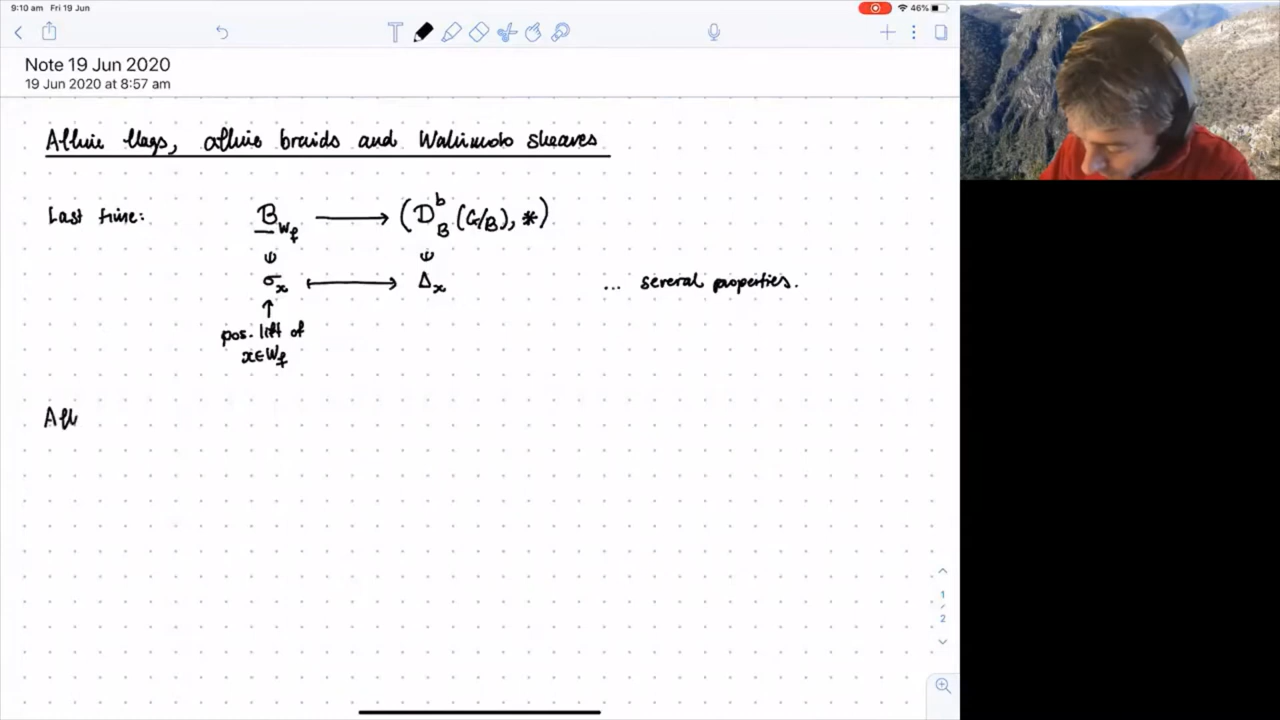 9:10 am Fri 19 Jun
46%
Note 19 Jun 2020
19 Jun 2020 at 8:57 am
Affine flags, affine braids and Wakimoto sheaves
Last time: B_{W_f} ⟶ (D^b_B (G/B), *)
σ_x ⟷ Δ_x ... several properties.
↑
pos. lift of
x∈W_f
Aff
1
/
2